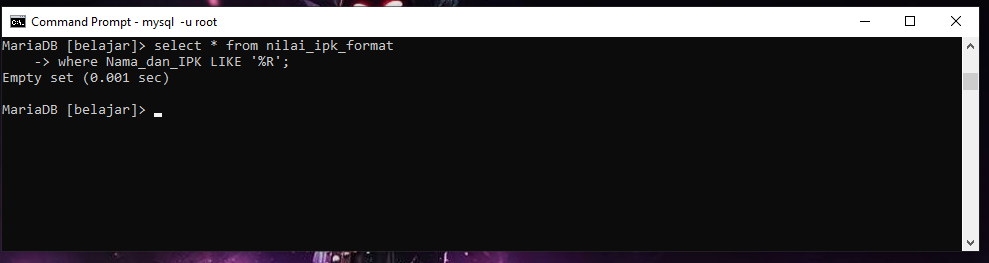 Command Prompt - mysql  -u root
MariaDB [belajar]> select * from nilai_ipk_format
    -> where Nama_dan_IPK LIKE '%R';
Empty set (0.001 sec)
MariaDB [belajar]>